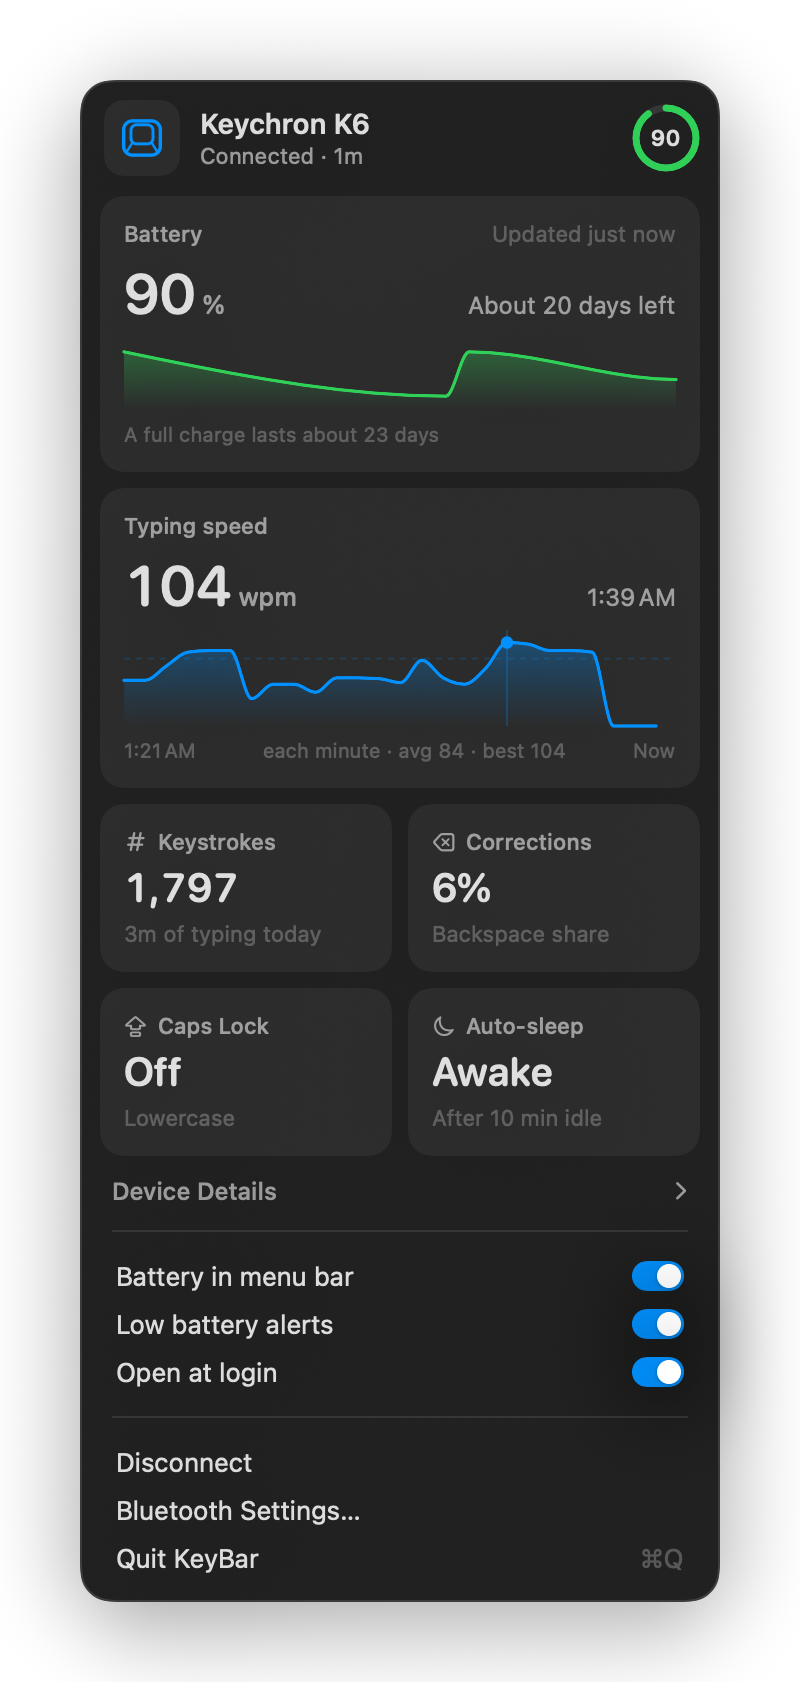 Keychron K6
Connected · 1m
90
Battery
Updated just now
90 %
About 20 days left
A full charge lasts about 23 days
Typing speed
104 wpm
1:39 AM
1:21 AM
each minute · avg 84 · best 104
Now
# Keystrokes
1,797
3m of typing today
Corrections
6%
Backspace share
Caps Lock
Off
Lowercase
Auto-sleep
Awake
After 10 min idle
Device Details
Battery in menu bar
Low battery alerts
Open at login
Disconnect
Bluetooth Settings...
Quit KeyBar
⌘Q